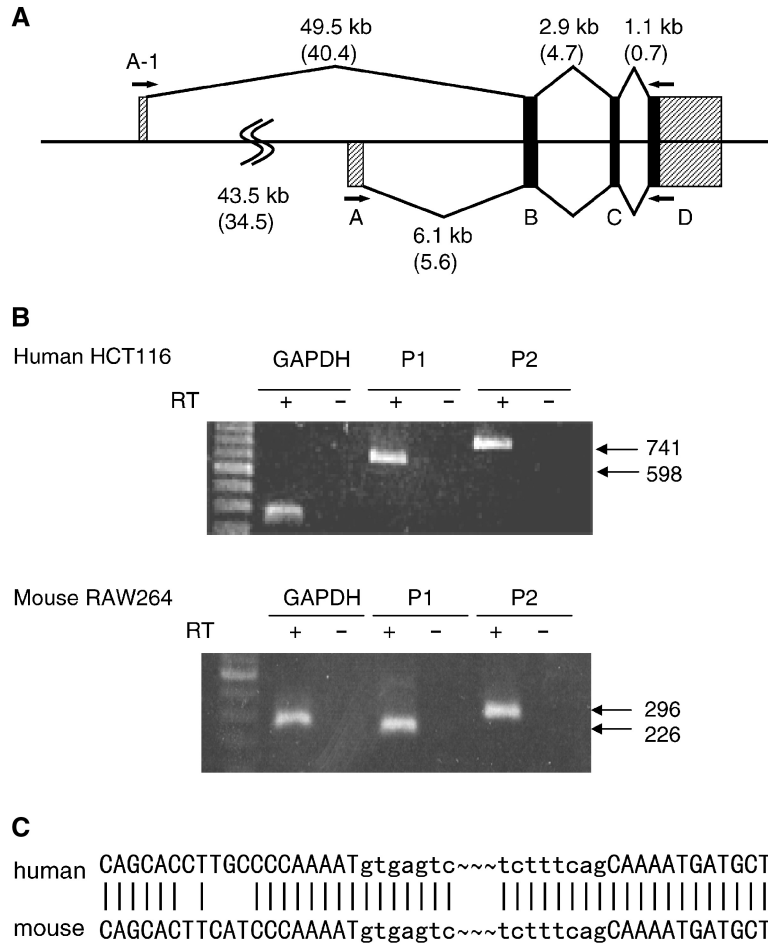 A
A-1
49.5 kb
(40.4)
2.9 kb
(4.7)
1.1 kb
(0.7)
43.5 kb
(34.5)
A
6.1 kb
(5.6)
B
C
D
B
Human HCT116
GAPDH P1 P2
RT + − + − + −
741
598
Mouse RAW264
GAPDH P1 P2
RT + − + − + −
296
226
C
human CAGCACCTTGCCCCAAAATgtgagtc~~~tctttcagCAAAATGATGCT
mouse CAGCACTTCATCCCAAAATgtgagtc~~~tctttcagCAAAATGATGCT